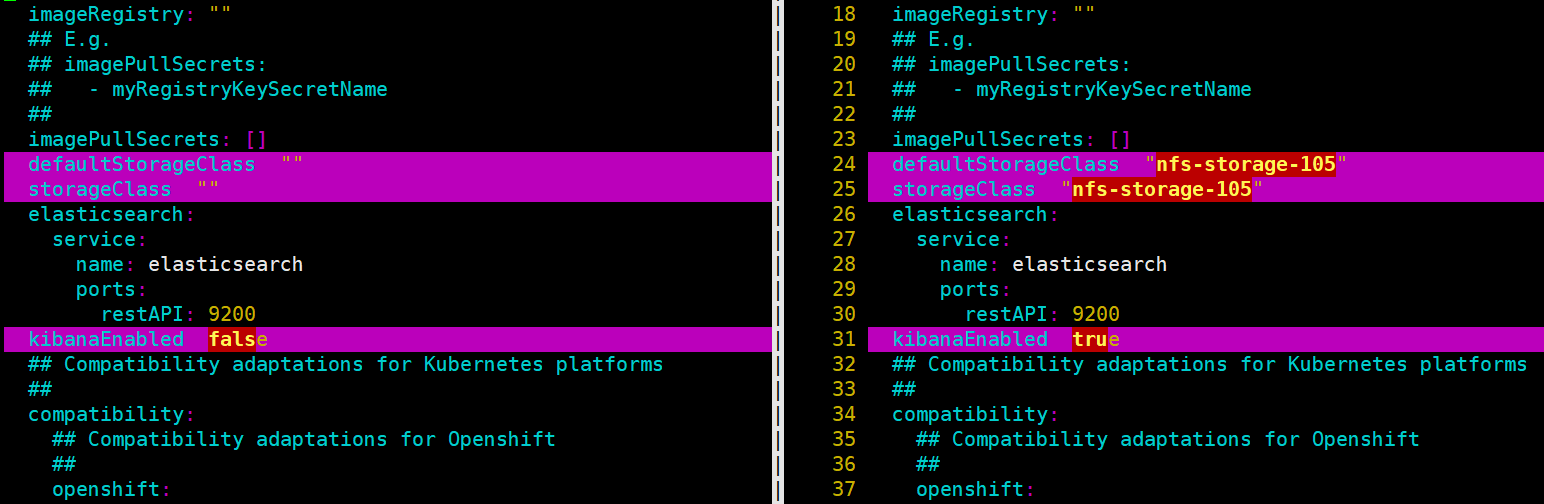 imageRegistry: ""
## E.g.
## imagePullSecrets:
##   - myRegistryKeySecretName
##
imagePullSecrets: []
defaultStorageClass  ""
storageClass  ""
elasticsearch:
  service:
    name: elasticsearch
    ports:
      restAPI: 9200
kibanaEnabled  false
## Compatibility adaptations for Kubernetes platforms
##
compatibility:
  ## Compatibility adaptations for Openshift
  ##
  openshift:
18   imageRegistry: ""
19   ## E.g.
20   ## imagePullSecrets:
21   ##   - myRegistryKeySecretName
22   ##
23   imagePullSecrets: []
24   defaultStorageClass  "nfs-storage-105"
25   storageClass  "nfs-storage-105"
26   elasticsearch:
27     service:
28       name: elasticsearch
29       ports:
30         restAPI: 9200
31   kibanaEnabled  true
32   ## Compatibility adaptations for Kubernetes platforms
33   ##
34   compatibility:
35     ## Compatibility adaptations for Openshift
36     ##
37     openshift: